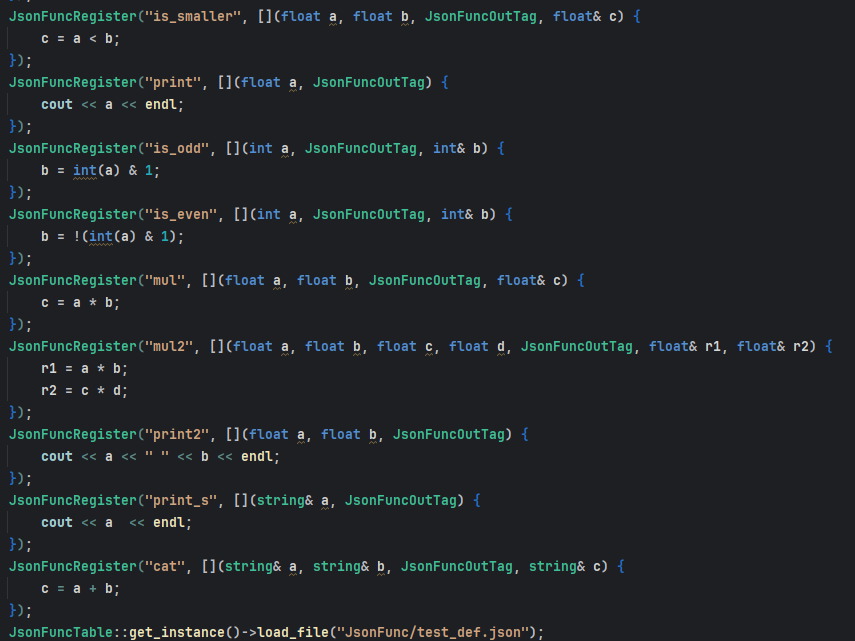 JsonFuncRegister("is_smaller", [](float a, float b, JsonFuncOutTag, float& c) {
    c = a < b;
});
JsonFuncRegister("print", [](float a, JsonFuncOutTag) {
    cout << a << endl;
});
JsonFuncRegister("is_odd", [](int a, JsonFuncOutTag, int& b) {
    b = int(a) & 1;
});
JsonFuncRegister("is_even", [](int a, JsonFuncOutTag, int& b) {
    b = !(int(a) & 1);
});
JsonFuncRegister("mul", [](float a, float b, JsonFuncOutTag, float& c) {
    c = a * b;
});
JsonFuncRegister("mul2", [](float a, float b, float c, float d, JsonFuncOutTag, float& r1, float& r2) {
    r1 = a * b;
    r2 = c * d;
});
JsonFuncRegister("print2", [](float a, float b, JsonFuncOutTag) {
    cout << a << " " << b << endl;
});
JsonFuncRegister("print_s", [](string& a, JsonFuncOutTag) {
    cout << a  << endl;
});
JsonFuncRegister("cat", [](string& a, string& b, JsonFuncOutTag, string& c) {
    c = a + b;
});
JsonFuncTable::get_instance()->load_file("JsonFunc/test_def.json");